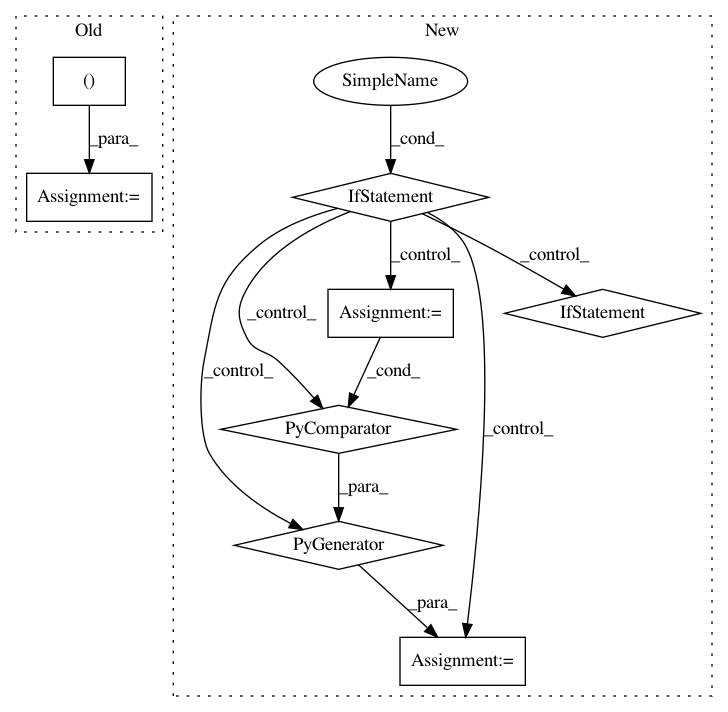 Old
New
()
SimpleName
_para_
_cond_
Assignment:=
IfStatement
_control_
_control_
Assignment:=
IfStatement
_control_
_control_
_cond_
PyComparator
_control_
_para_
PyGenerator
_para_
Assignment:=